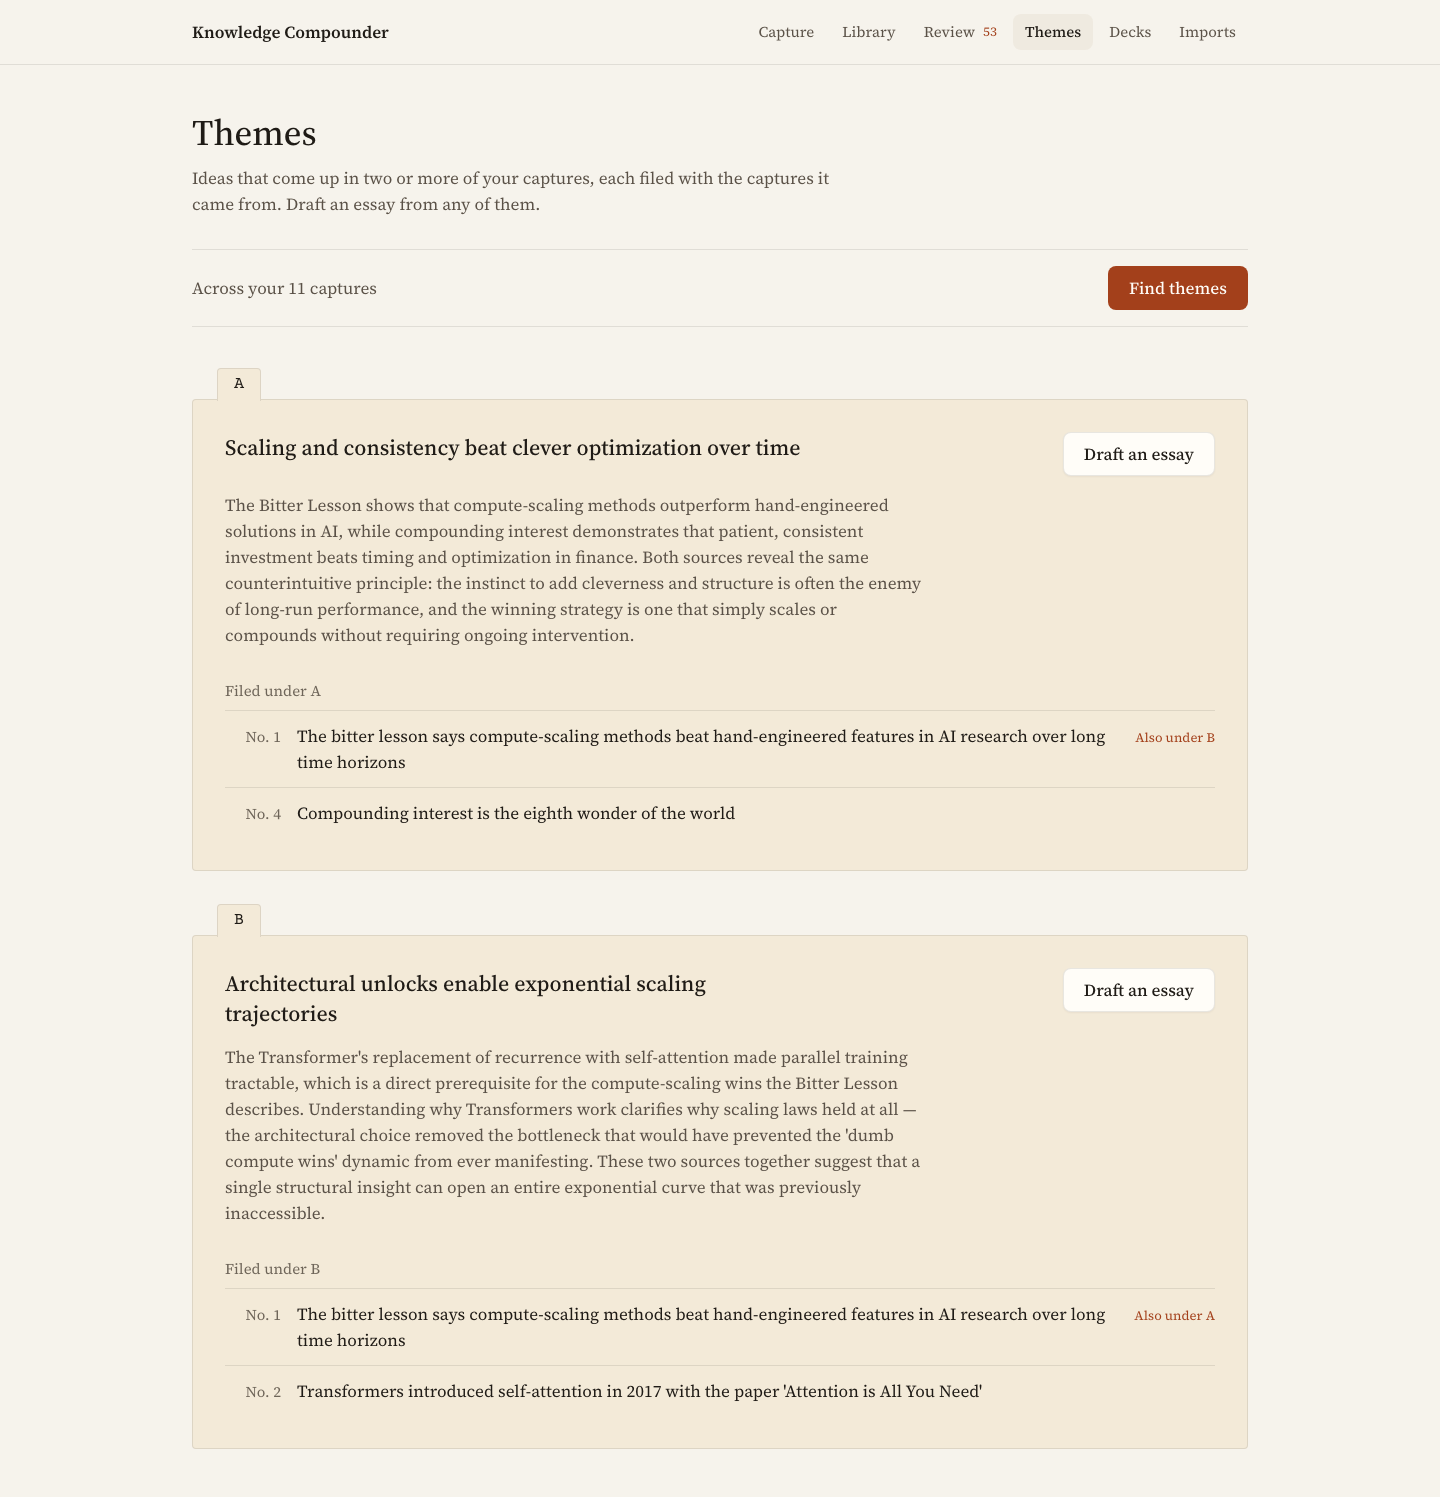 Knowledge Compounder
Capture
Library
Review 53
Themes
Decks
Imports
Themes
Ideas that come up in two or more of your captures, each filed with the captures it
came from. Draft an essay from any of them.
Across your 11 captures
Find themes
A
Scaling and consistency beat clever optimization over time
Draft an essay
The Bitter Lesson shows that compute-scaling methods outperform hand-engineered
solutions in AI, while compounding interest demonstrates that patient, consistent
investment beats timing and optimization in finance. Both sources reveal the same
counterintuitive principle: the instinct to add cleverness and structure is often the enemy
of long-run performance, and the winning strategy is one that simply scales or
compounds without requiring ongoing intervention.
Filed under A
No. 1 The bitter lesson says compute-scaling methods beat hand-engineered features in AI research over long Also under B
time horizons
No. 4 Compounding interest is the eighth wonder of the world
B
Architectural unlocks enable exponential scaling
trajectories
Draft an essay
The Transformer's replacement of recurrence with self-attention made parallel training
tractable, which is a direct prerequisite for the compute-scaling wins the Bitter Lesson
describes. Understanding why Transformers work clarifies why scaling laws held at all —
the architectural choice removed the bottleneck that would have prevented the 'dumb
compute wins' dynamic from ever manifesting. These two sources together suggest that a
single structural insight can open an entire exponential curve that was previously
inaccessible.
Filed under B
No. 1 The bitter lesson says compute-scaling methods beat hand-engineered features in AI research over long Also under A
time horizons
No. 2 Transformers introduced self-attention in 2017 with the paper 'Attention is All You Need'